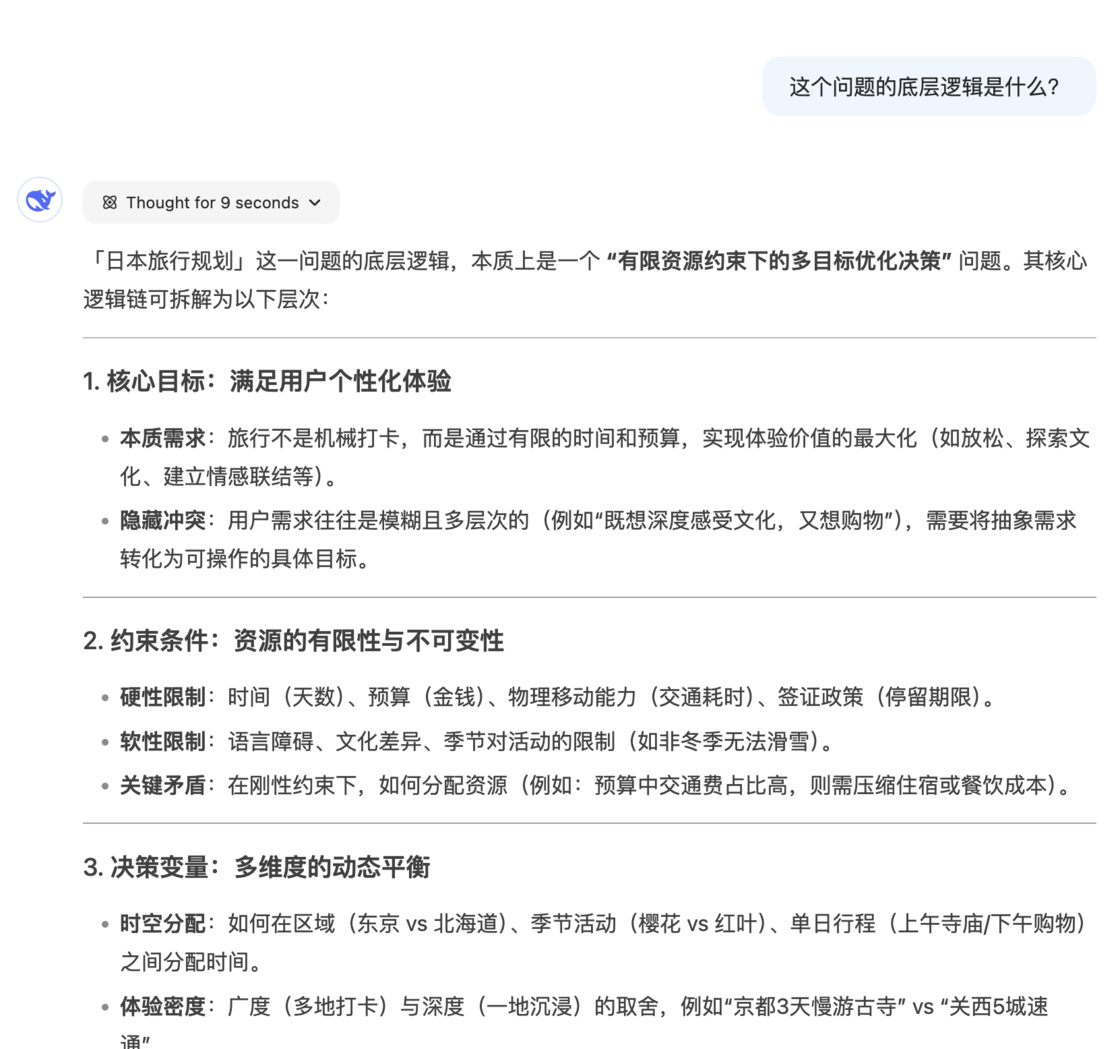 这个问题的底层逻辑是什么?
Thought for 9 seconds
「日本旅行规划」这一问题的底层逻辑，本质上是一个 “有限资源约束下的多目标优化决策” 问题。其核心
逻辑链可拆解为以下层次：
1. 核心目标：满足用户个性化体验
• 本质需求：旅行不是机械打卡，而是通过有限的时间和预算，实现体验价值的最大化（如放松、探索文
化、建立情感联结等）。
• 隐藏冲突：用户需求往往是模糊且多层次的（例如“既想深度感受文化，又想购物”），需要将抽象需求
转化为可操作的具体目标。
2. 约束条件：资源的有限性与不可变性
• 硬性限制：时间（天数）、预算（金钱）、物理移动能力（交通耗时）、签证政策（停留期限）。
• 软性限制：语言障碍、文化差异、季节对活动的限制（如非冬季无法滑雪）。
• 关键矛盾：在刚性约束下，如何分配资源（例如：预算中交通费占比高，则需压缩住宿或餐饮成本）。
3. 决策变量：多维度的动态平衡
• 时空分配：如何在区域（东京 vs 北海道）、季节活动（樱花 vs 红叶）、单日行程（上午寺庙/下午购物）
之间分配时间。
• 体验密度：广度（多地打卡）与深度（一地沉浸）的取舍，例如“京都3天慢游古寺” vs “关西5城速
通”